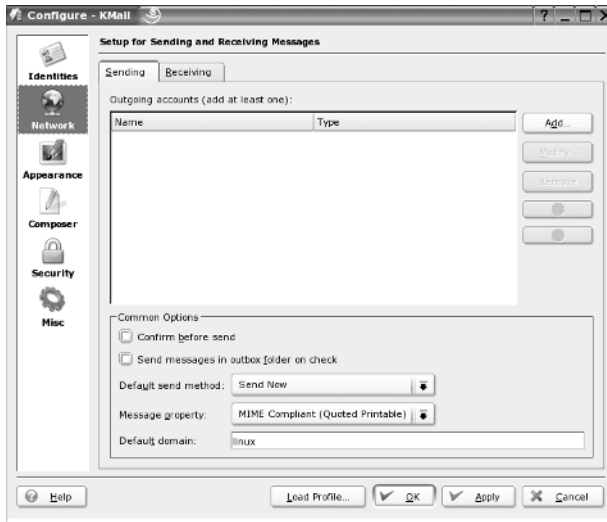 Configure - KMail
Setup for Sending and Receiving Messages
Identities
Network
Appearance
Composer
Security
Misc
Sending
Receiving
Outgoing accounts (add at least one):
Name Type
Add...
Modify...
Remove
Common Options
Confirm before send
Send messages in outbox folder on check
Default send method: Send Now
Message property: MIME Compliant (Quoted Printable)
Default domain: linux
Help Load Profile... OK Apply Cancel